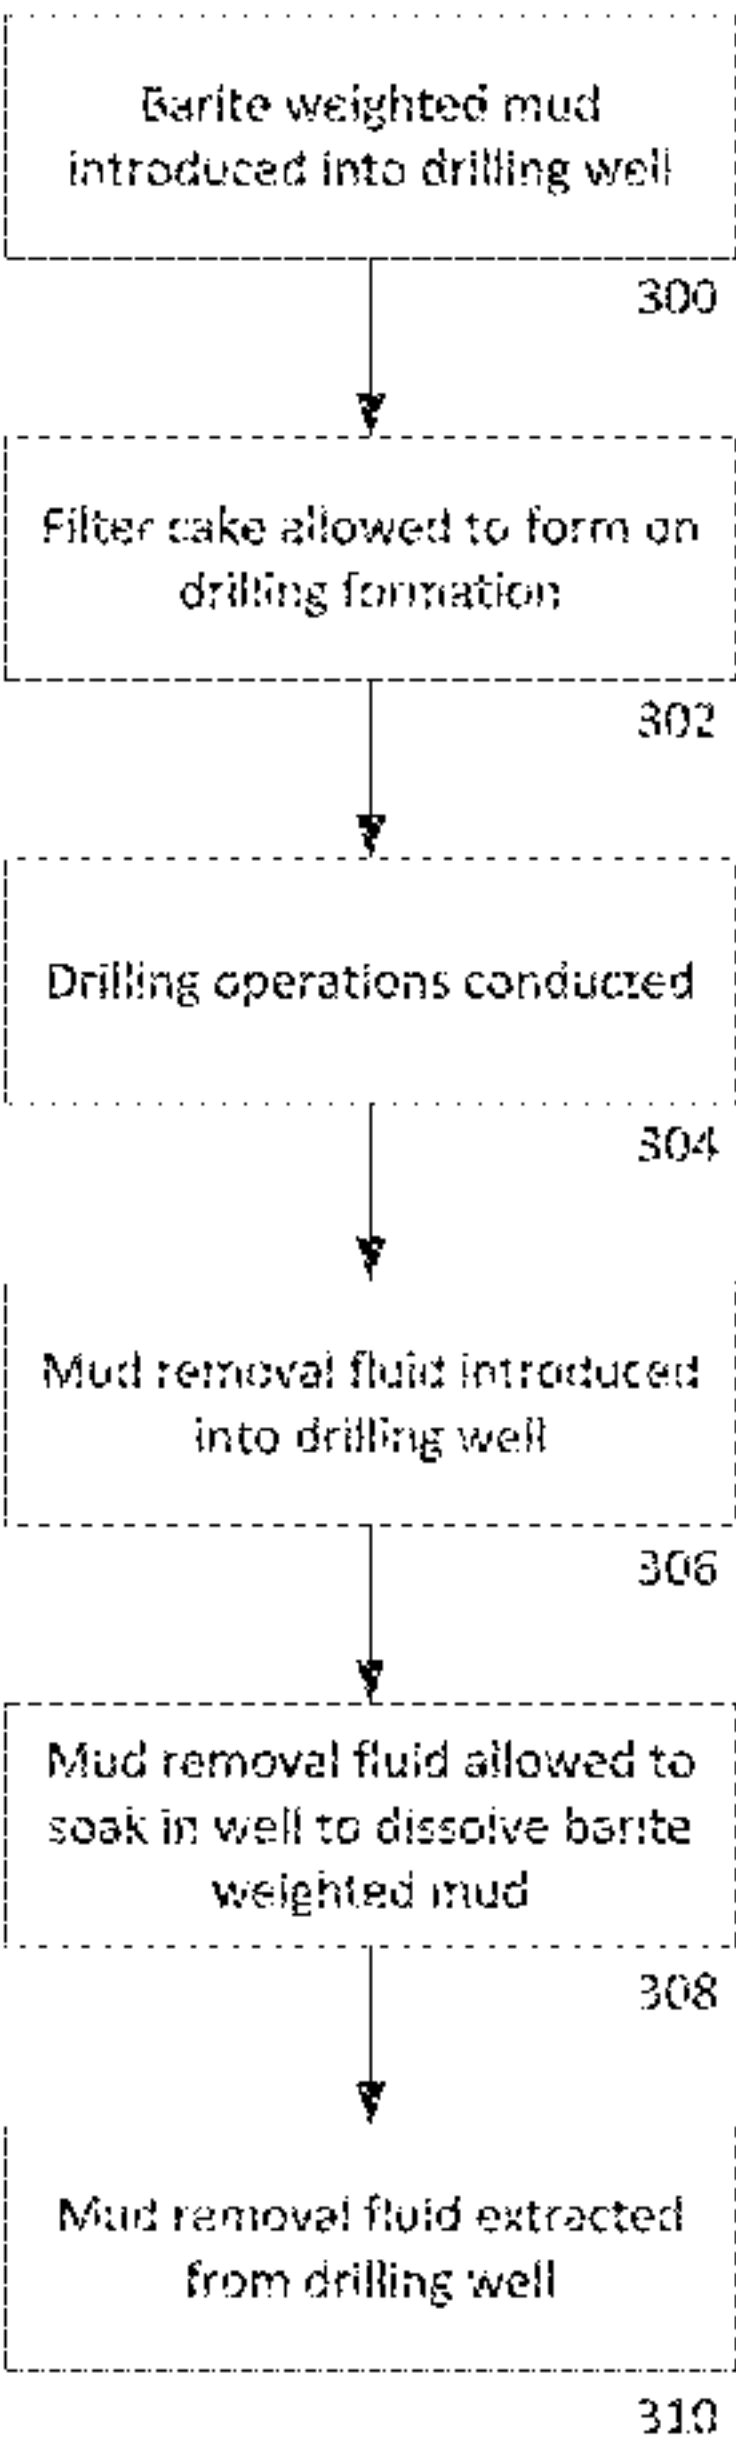 Barite weighted mud
introduced into drilling well
300
Filter cake allowed to form on
drilling formation
302
Drilling operations conducted
304
Mud removal fluid introduced
into drilling well
306
Mud removal fluid allowed to
soak in well to dissolve barite
weighted mud
308
Mud removal fluid extracted
from drilling well
310